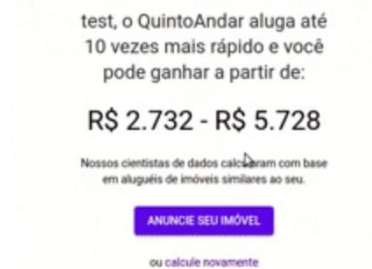 test, o QuintoAndar aluga até
10 vezes mais rápido e você
pode ganhar a partir de:
R$ 2.732 - R$ 5.728
Nossos cientistas de dados calcularam com base
em aluguéis de imóveis similares ao seu.
ANUNCIE SEU IMÓVEL
ou calcule novamente